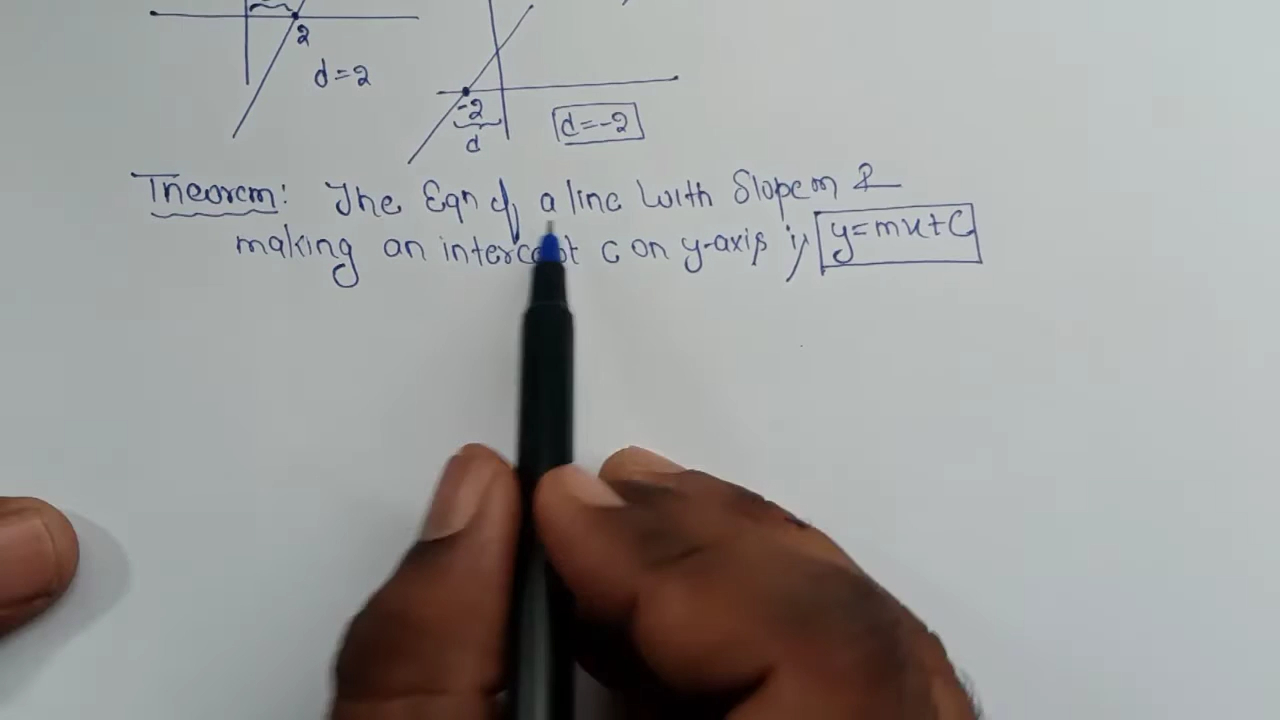 2
d=2
-2
d
d=-2
Theorem: The Eqn of a line with Slope m &
making an intercept c on y-axis is y=mx+c